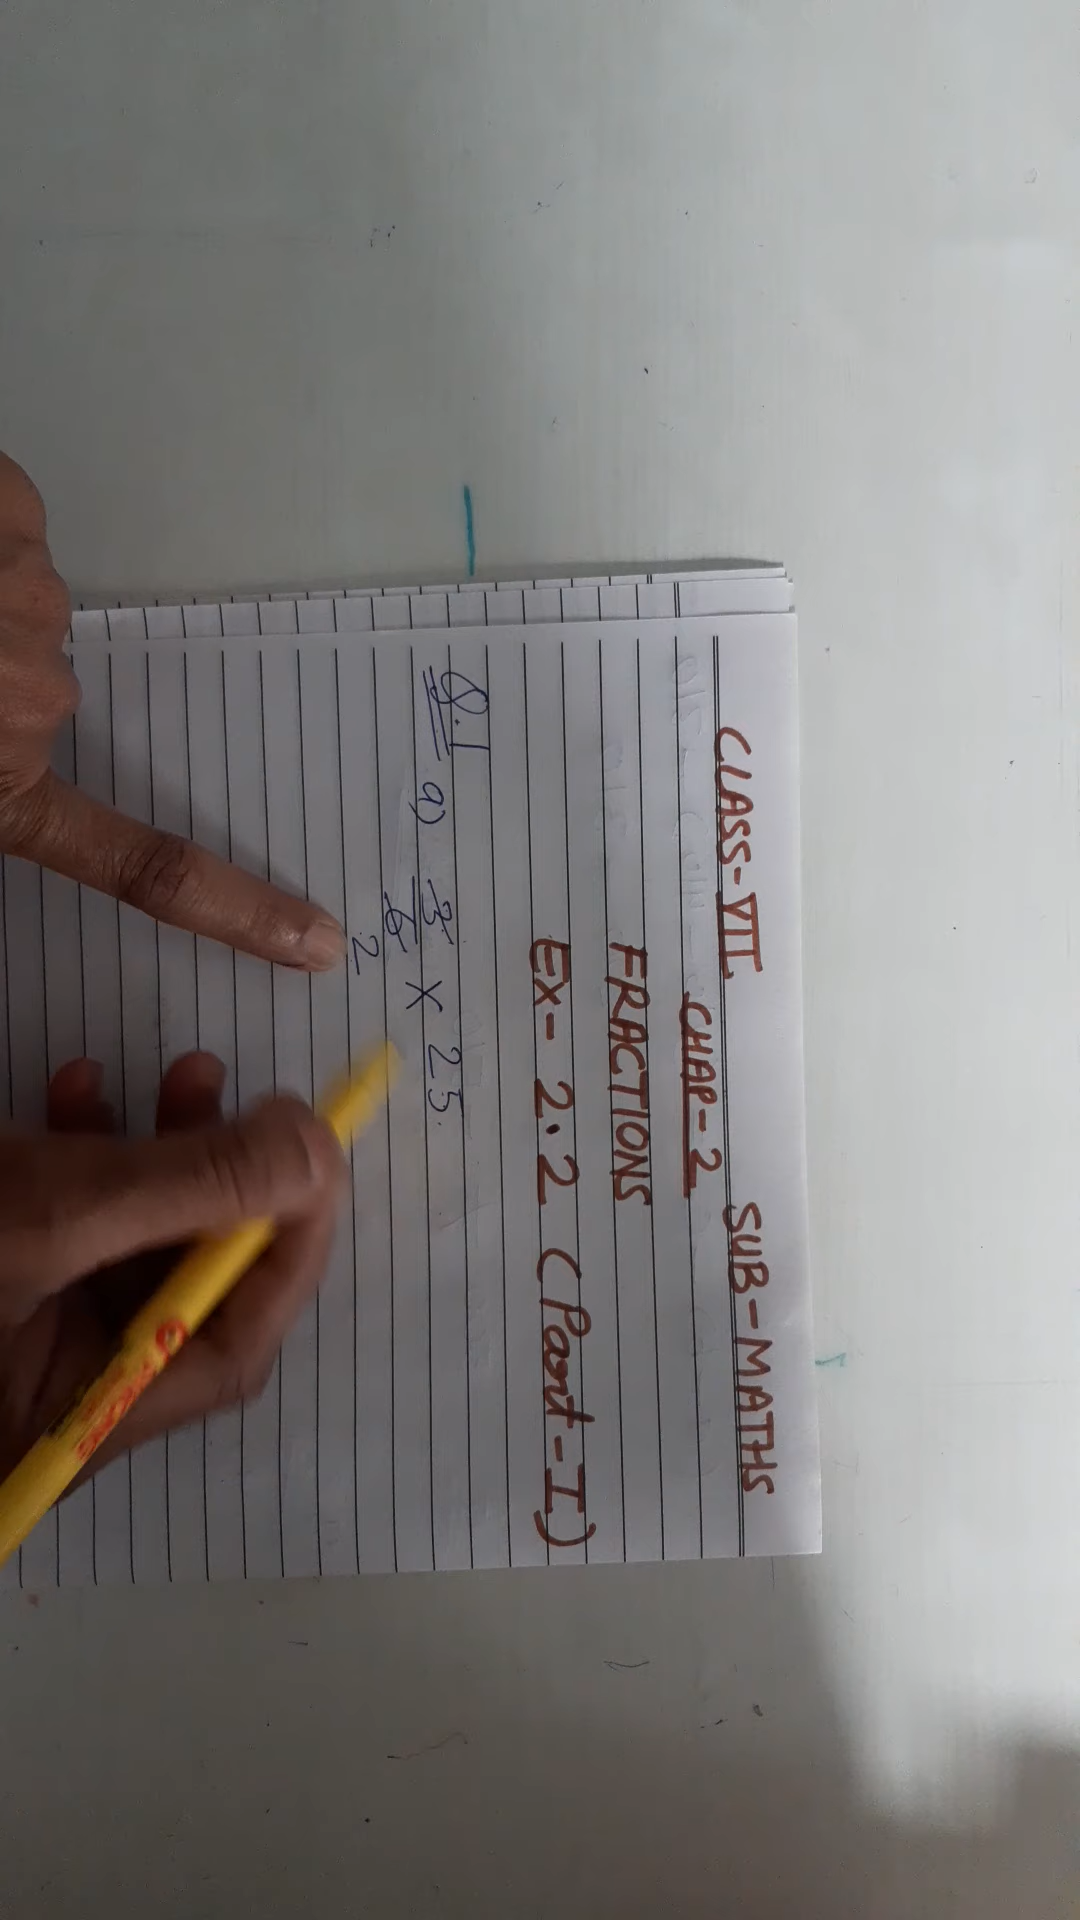 CLASS-VII SUB-MATHS
CHAP-2
FRACTIONS
EX- 2.2 (Part-I)
Q.1 a) 3/6 × 25
2